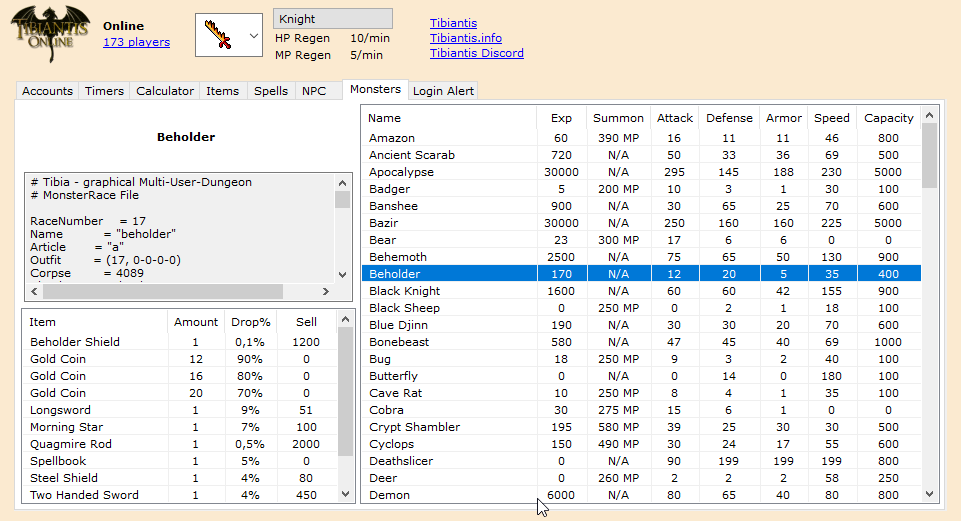 TIBIANTIS
ONLINE
Online
173 players
Knight
HP Regen 10/min
MP Regen 5/min
Tibiantis
Tibiantis.info
Tibiantis Discord
Accounts Timers Calculator Items Spells NPC Monsters Login Alert
Beholder
# Tibia - graphical Multi-User-Dungeon
# MonsterRace File
RaceNumber = 17
Name = "beholder"
Article = "a"
Outfit = (17, 0-0-0-0)
Corpse = 4089
Item Amount Drop% Sell
Beholder Shield 1 0,1% 1200
Gold Coin 12 90% 0
Gold Coin 16 80% 0
Gold Coin 20 70% 0
Longsword 1 9% 51
Morning Star 1 7% 100
Quagmire Rod 1 0,5% 2000
Spellbook 1 5% 0
Steel Shield 1 4% 80
Two Handed Sword 1 4% 450
Name Exp Summon Attack Defense Armor Speed Capacity
Amazon 60 390 MP 16 11 11 46 800
Ancient Scarab 720 N/A 50 33 36 69 500
Apocalypse 30000 N/A 295 145 188 230 5000
Badger 5 200 MP 10 3 1 30 100
Banshee 900 N/A 30 65 25 70 600
Bazir 30000 N/A 250 160 160 225 5000
Bear 23 300 MP 17 6 6 0 0
Behemoth 2500 N/A 75 65 50 130 900
Beholder 170 N/A 12 20 5 35 400
Black Knight 1600 N/A 60 60 42 155 900
Black Sheep 0 250 MP 0 2 1 18 100
Blue Djinn 190 N/A 30 30 20 70 600
Bonebeast 580 N/A 47 45 40 69 1000
Bug 18 250 MP 9 3 2 40 100
Butterfly 0 N/A 0 14 0 180 100
Cave Rat 10 250 MP 8 4 1 35 100
Cobra 30 275 MP 15 6 1 0 0
Crypt Shambler 195 580 MP 39 25 30 30 500
Cyclops 150 490 MP 30 24 17 55 600
Deathslicer 0 N/A 90 199 199 199 800
Deer 0 260 MP 2 2 2 58 250
Demon 6000 N/A 80 65 40 80 800